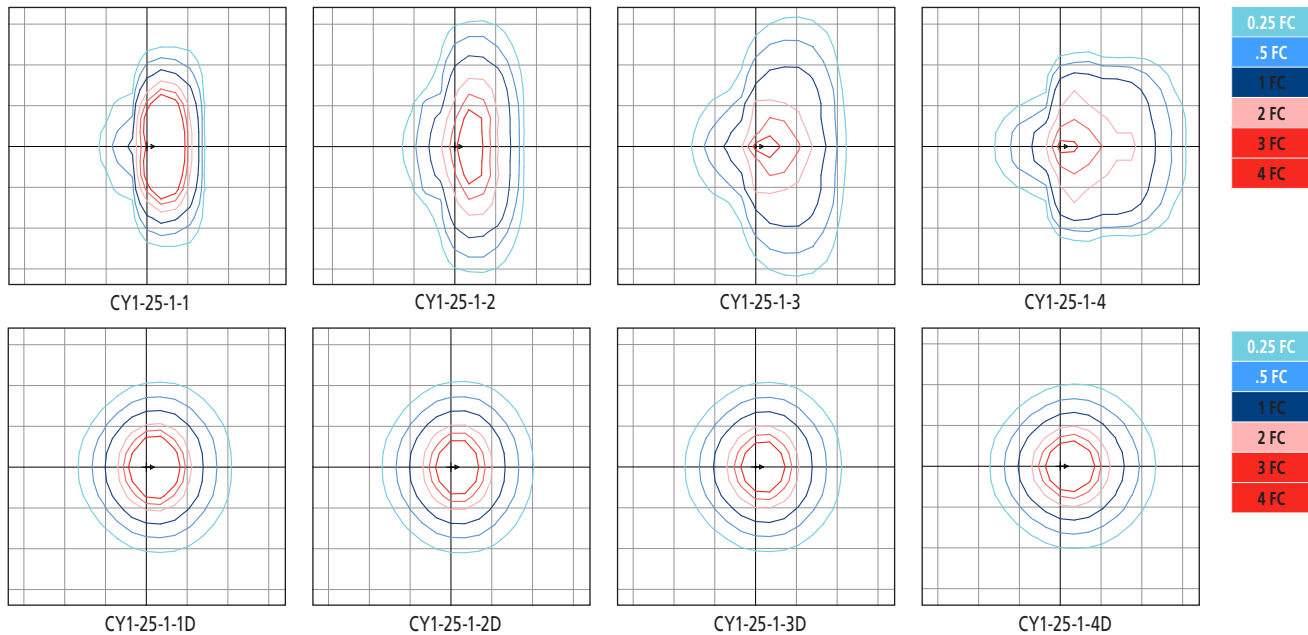 0.25 FC
.5 FC
1 FC
2 FC
3 FC
4 FC
CY1-25-1-1
CY1-25-1-2
CY1-25-1-3
CY1-25-1-4
0.25 FC
.5 FC
1 FC
2 FC
3 FC
4 FC
CY1-25-1-1D
CY1-25-1-2D
CY1-25-1-3D
CY1-25-1-4D